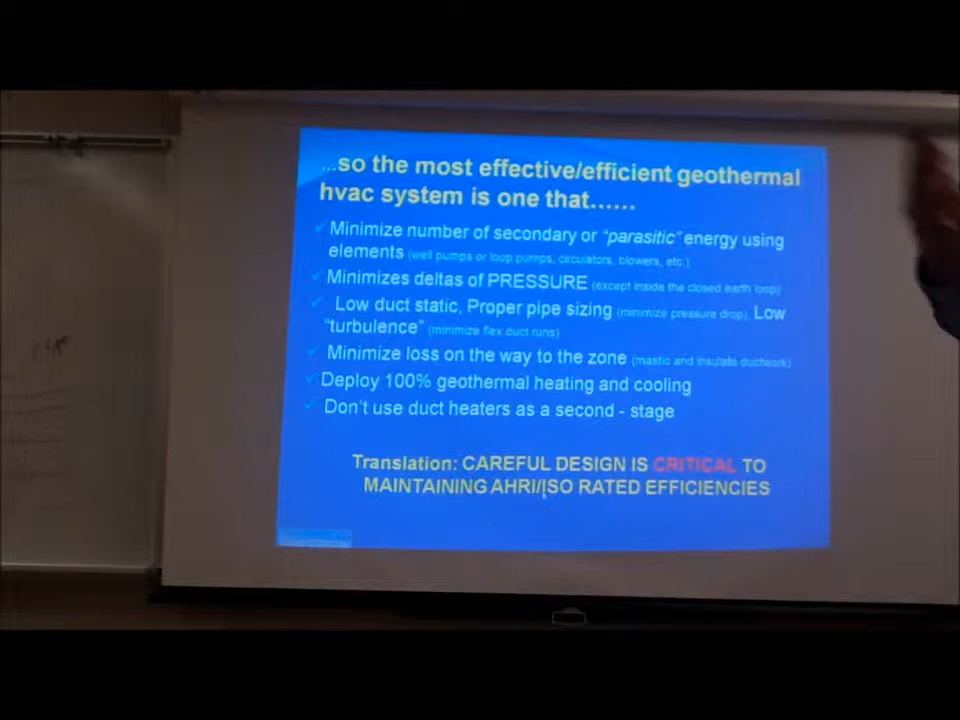 ...so the most effective/efficient geothermal
hvac system is one that......
Minimize number of secondary or "parasitic" energy using
elements (well pumps or loop pumps, circulators, blowers, etc.)
Minimizes deltas of PRESSURE (except inside the closed earth loop)
Low duct static, Proper pipe sizing (minimize pressure drop), Low
"turbulence" (minimize flex duct runs)
Minimize loss on the way to the zone (mastic and insulate ductwork)
Deploy 100% geothermal heating and cooling
Don't use duct heaters as a second - stage
Translation: CAREFUL DESIGN IS CRITICAL TO
MAINTAINING AHRI/ISO RATED EFFICIENCIES